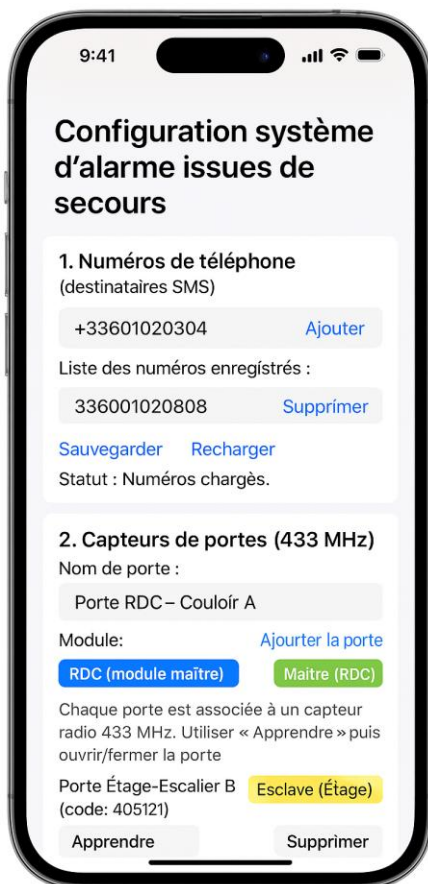 9:41
Configuration système
d’alarme issues de
secours
1. Numéros de téléphone
(destinataires SMS)
+33601020304 Ajouter
Liste des numéros enregístrés :
336001020808 Supprímer
Sauvegarder Recharger
Statut : Numéros chargès.
2. Capteurs de portes (433 MHz)
Nom de porte :
Porte RDC – Couloír A
Module: Ajourter la porte
RDC (module maître) Maitre (RDC)
Chaque porte est associée à un capteur
radio 433 MHz. Utiliser « Apprendre » puis
ouvrir/fermer la porte
Porte Étage-Escalier B Esclave (Étage)
(code: 405121)
Apprendre Supprìmer